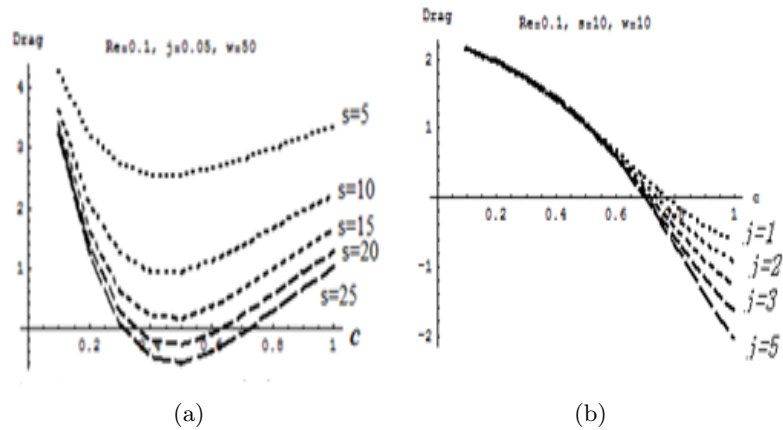 Drag
Re=0.1, j=0.05, w=50
4
3
2
1
s=5
s=10
s=15
s=20
s=25
0.2
0.4
0.6
0.8
1
c
(a)
Drag
Re=0.1, s=10, w=10
2
1
-1
-2
0.2
0.4
0.6
0.8
1
c
j=1
j=2
j=3
j=5
(b)